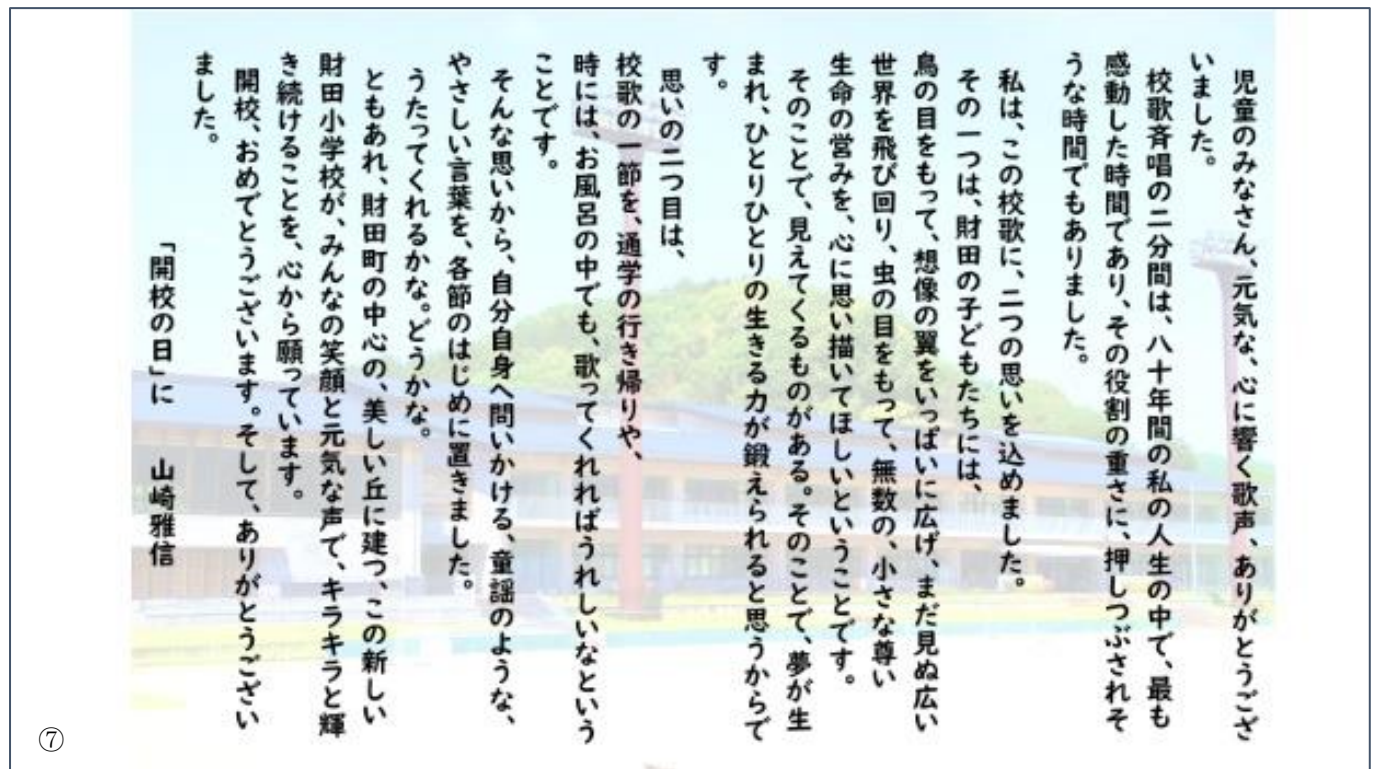 児童のみなさん、元気な、心に響く歌声、ありがとうござ
いました。
校歌斉唱の二分間は、八十年間の私の人生の中で、最も
感動した時間であり、その役割の重さに、押しつぶされそ
うな時間でもありました。
私は、この校歌に、二つの思いを込めました。
その一つは、財田の子どもたちには、
鳥の目をもって、想像の翼をいっぱいに広げ、まだ見ぬ広い
世界を飛び回り、虫の目をもって、無数の、小さな尊い
生命の営みを、心に思い描いてほしいということです。
そのことで、見えてくるものがある。そのことで、夢が生
まれ、ひとりひとりの生きる力が鍛えられると思うからで
す。
思いの二つ目は、
校歌の一節を、通学の行き帰りや、
時には、お風呂の中でも、歌ってくれればうれしいなという
ことです。
そんな思いから、自分自身へ問いかける、童謡のような、
やさしい言葉を、各節のはじめに置きました。
うたってくれるかな。どうかな。
ともあれ、財田町の中心の、美しい丘に建つ、この新しい
財田小学校が、みんなの笑顔と元気な声で、キラキラと輝
き続けることを、心から願っています。
開校、おめでとうございます。そして、ありがとうござい
ました。
「開校の日」に　山崎雅信
⑦